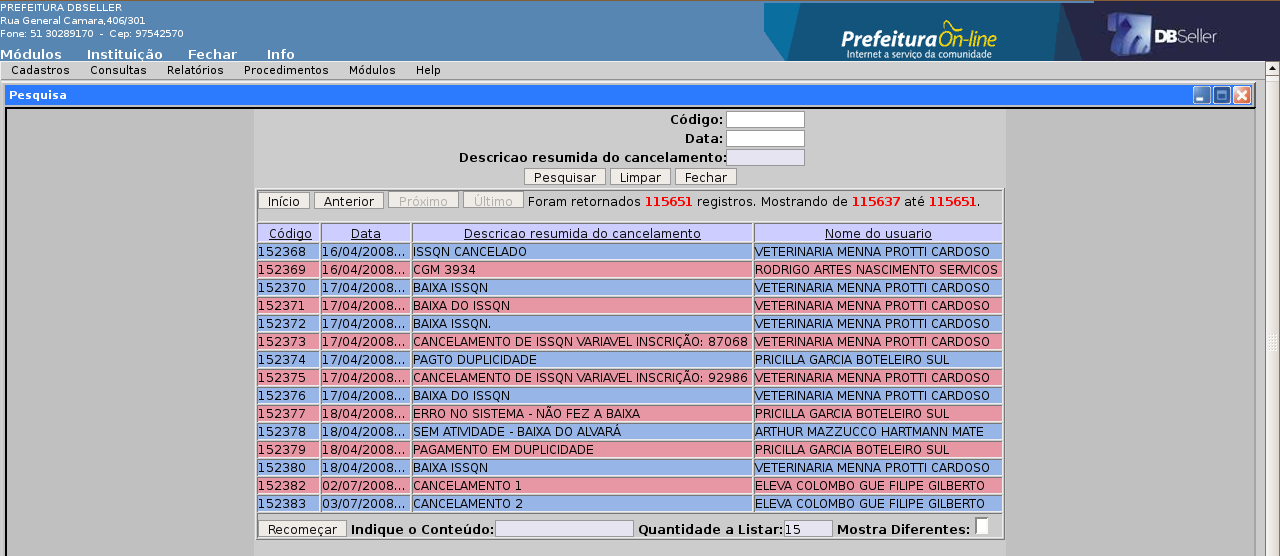 PREFEITURA DBSELLER
Rua General Camara,406/301
Fone: 51 30289170 - Cep: 97542570
PrefeituraOn-line
Internet a serviço da comunidade
DBSeller
Módulos Instituição Fechar Info
Cadastros Consultas Relatórios Procedimentos Módulos Help
Pesquisa
Código:
Data:
Descricao resumida do cancelamento:
Pesquisar Limpar Fechar
Início Anterior Próximo Último Foram retornados 115651 registros. Mostrando de 115637 até 115651.
Código Data Descricao resumida do cancelamento Nome do usuario
152368 16/04/2008... ISSQN CANCELADO VETERINARIA MENNA PROTTI CARDOSO
152369 16/04/2008... CGM 3934 RODRIGO ARTES NASCIMENTO SERVICOS
152370 17/04/2008... BAIXA ISSQN VETERINARIA MENNA PROTTI CARDOSO
152371 17/04/2008... BAIXA DO ISSQN VETERINARIA MENNA PROTTI CARDOSO
152372 17/04/2008... BAIXA ISSQN. VETERINARIA MENNA PROTTI CARDOSO
152373 17/04/2008... CANCELAMENTO DE ISSQN VARIAVEL INSCRIÇÃO: 87068 VETERINARIA MENNA PROTTI CARDOSO
152374 17/04/2008... PAGTO DUPLICIDADE PRICILLA GARCIA BOTELEIRO SUL
152375 17/04/2008... CANCELAMENTO DE ISSQN VARIAVEL INSCRIÇÃO: 92986 VETERINARIA MENNA PROTTI CARDOSO
152376 17/04/2008... BAIXA DO ISSQN VETERINARIA MENNA PROTTI CARDOSO
152377 18/04/2008... ERRO NO SISTEMA - NÃO FEZ A BAIXA PRICILLA GARCIA BOTELEIRO SUL
152378 18/04/2008... SEM ATIVIDADE - BAIXA DO ALVARÁ ARTHUR MAZZUCCO HARTMANN MATE
152379 18/04/2008... PAGAMENTO EM DUPLICIDADE PRICILLA GARCIA BOTELEIRO SUL
152380 18/04/2008... BAIXA ISSQN VETERINARIA MENNA PROTTI CARDOSO
152382 02/07/2008... CANCELAMENTO 1 ELEVA COLOMBO GUE FILIPE GILBERTO
152383 03/07/2008... CANCELAMENTO 2 ELEVA COLOMBO GUE FILIPE GILBERTO
Recomeçar Indique o Conteúdo: Quantidade a Listar: 15 Mostra Diferentes: